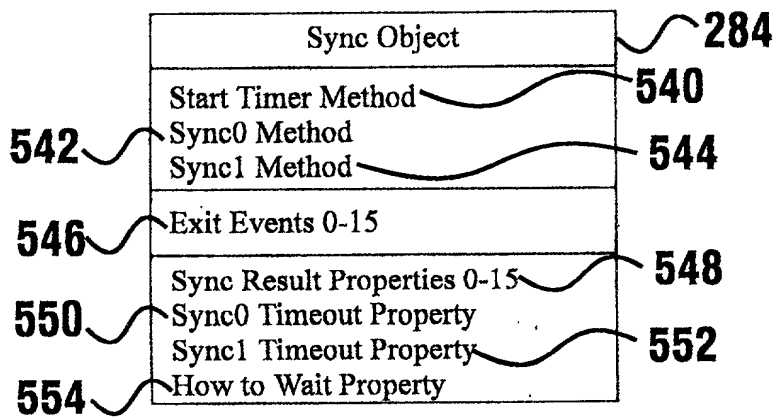 Sync Object 284
Start Timer Method 540
542 Sync0 Method
Sync1 Method 544
546 Exit Events 0-15
Sync Result Properties 0-15 548
550 Sync0 Timeout Property
Sync1 Timeout Property 552
554 How to Wait Property